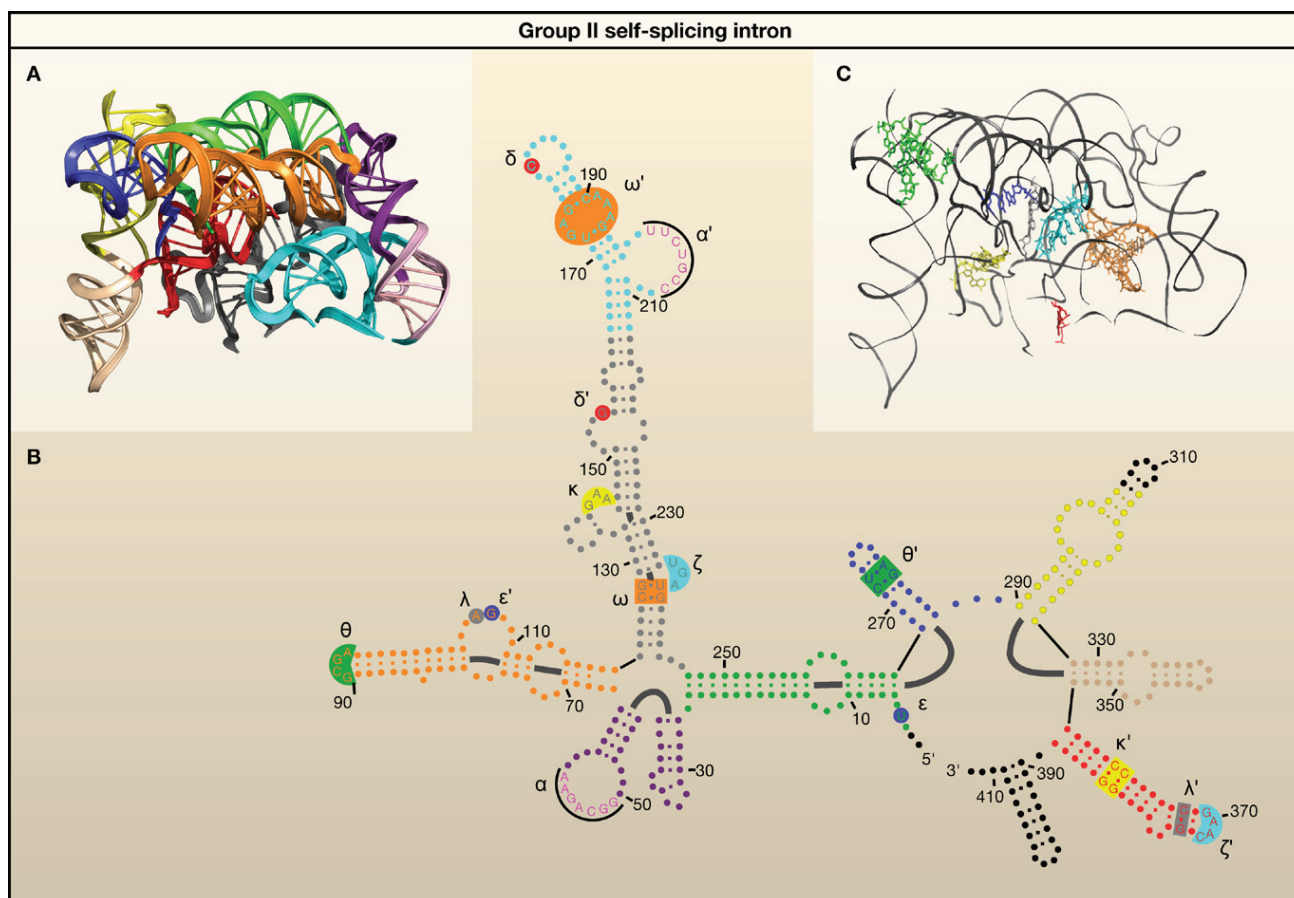 Group II self-splicing intron
A
C
B
δ
C
190
ω'
G C A A
A A
G U G
α'
U U C U G C C
170
210
δ'
G
150
κ
G A A
230
130
ζ
U G A
ω
G U
C G
310
θ'
A G
U C
290
270
λ
ε'
A G
110
θ
A G C G
90
70
250
330
350
10
ε
5'
3'
30
α
A A G A C G G
50
390
410
κ'
C C
G G
λ'
C
G
G A A C
370
ζ'